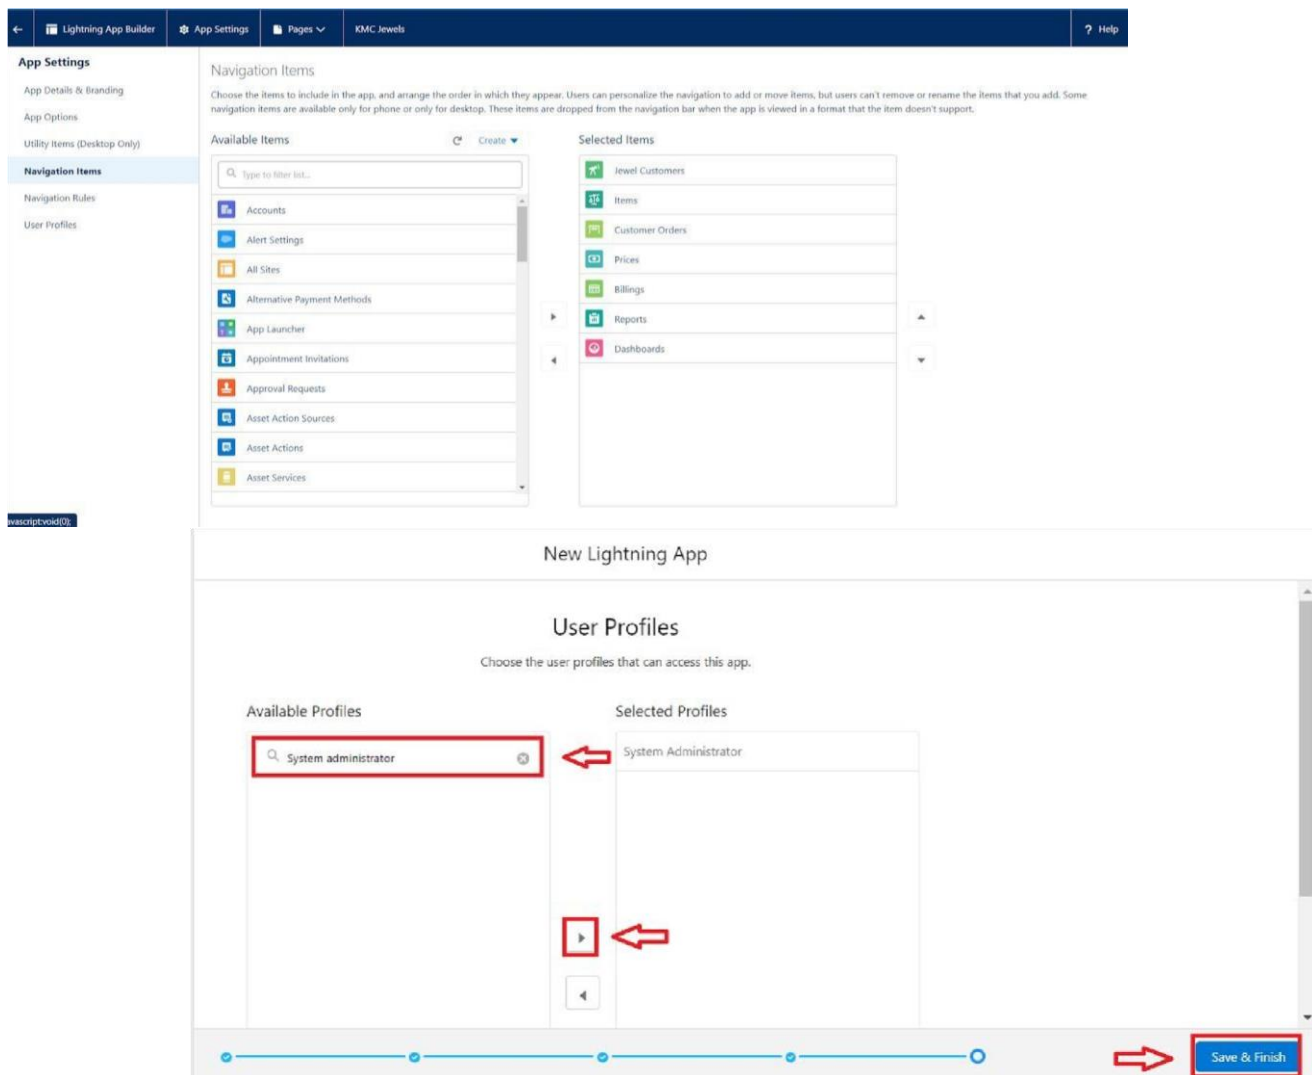 Lightning App Builder App Settings Pages KMC Jewels ? Help
App Settings
App Details & Branding
App Options
Utility Items (Desktop Only)
Navigation Items
Navigation Rules
User Profiles
Navigation Items
Choose the items to include in the app, and arrange the order in which they appear. Users can personalize the navigation to add or move items, but users can't remove or rename the items that you add. Some
navigation items are available only for phone or only for desktop. These items are dropped from the navigation bar when the app is viewed in a format that the item doesn't support.
Available Items Create
Type to filter list...
Accounts
Alert Settings
All Sites
Alternative Payment Methods
App Launcher
Appointment Invitations
Approval Requests
Asset Action Sources
Asset Actions
Asset Services
Selected Items
Jewel Customers
Items
Customer Orders
Prices
Billings
Reports
Dashboards
avascript:void(0);
New Lightning App
User Profiles
Choose the user profiles that can access this app.
Available Profiles
System administrator
Selected Profiles
System Administrator
Save & Finish